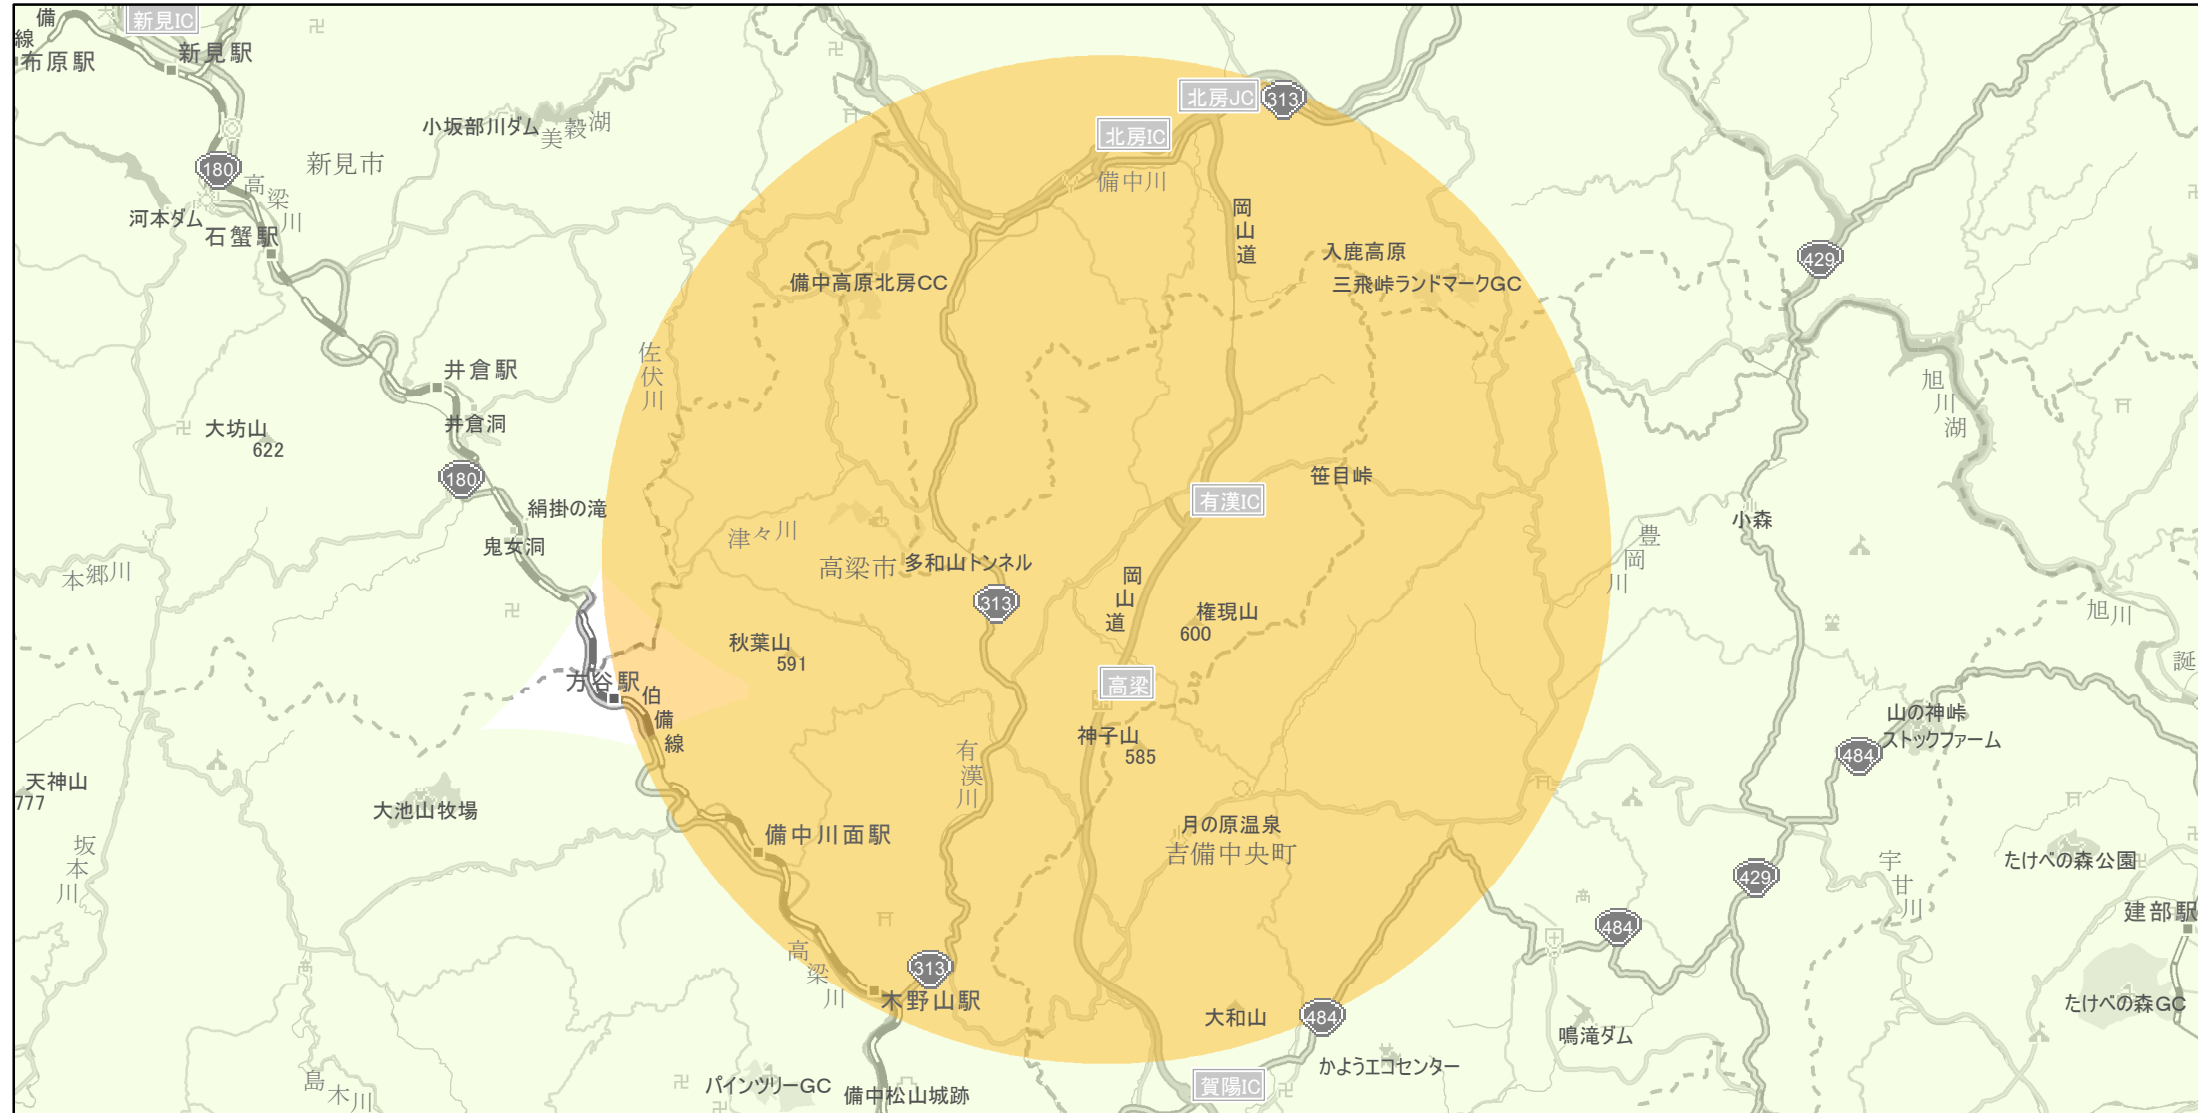 新見IC
備
線
布原駅
新見駅
北房JC
313
小坂部川ダム
美穀湖
北房IC
180
新見市
高梁川
備中川
河本ダム
石蟹駅
岡山道
入鹿高原
429
備中高原北房CC
三飛峠ランドマークGC
佐伏川
井倉駅
旭川湖
井倉洞
大坊山
622
180
笹目峠
有漢IC
絹掛の滝
小森
津々川
豊岡川
鬼女洞
高梁市
多和山トンネル
本郷川
岡山道
313
権現山
600
旭川
秋葉山
591
誕
方谷駅
高梁
伯備線
山の神峠
ストックファーム
神子山
585
484
有漢川
天神山
777
大池山牧場
月の原温泉
備中川面駅
吉備中央町
坂本川
たけべの森公園
宇甘川
429
建部駅
484
高梁川
313
木野山駅
たけべの森GC
大和山
484
鳴滝ダム
かようエコセンター
島木川
パインツリーGC
備中松山城跡
賀陽IC